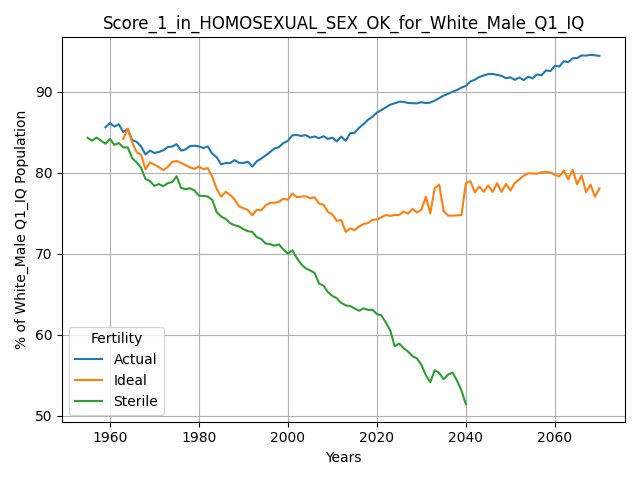 Score_1_in_HOMOSEXUAL_SEX_OK_for_White_Male_Q1_IQ
% of White_Male Q1_IQ Population
90
80
70
60
50
Fertility
Actual
Ideal
Sterile
1960 1980 2000 2020 2040 2060
Years